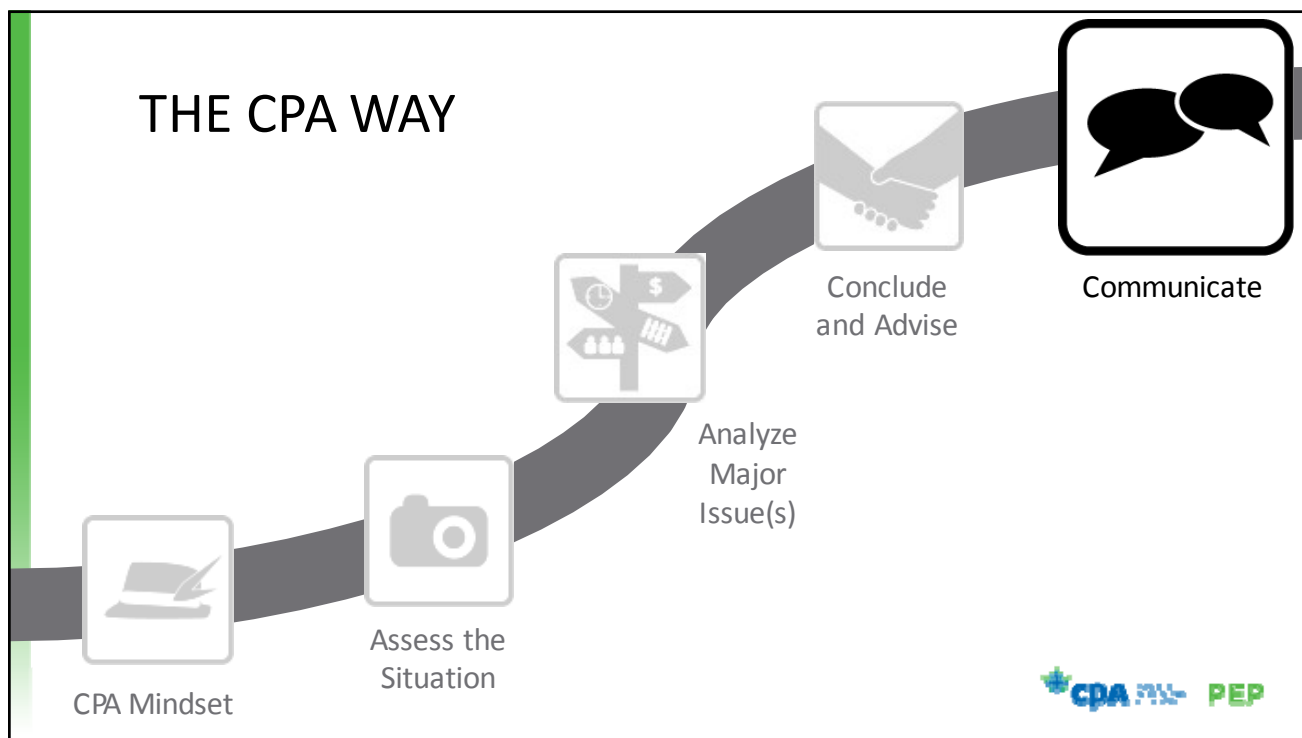 THE CPA WAY
Communicate
Conclude
and Advise
$
Analyze
Major
Issue(s)
Assess the
Situation
CPA Mindset
CPA
PEP